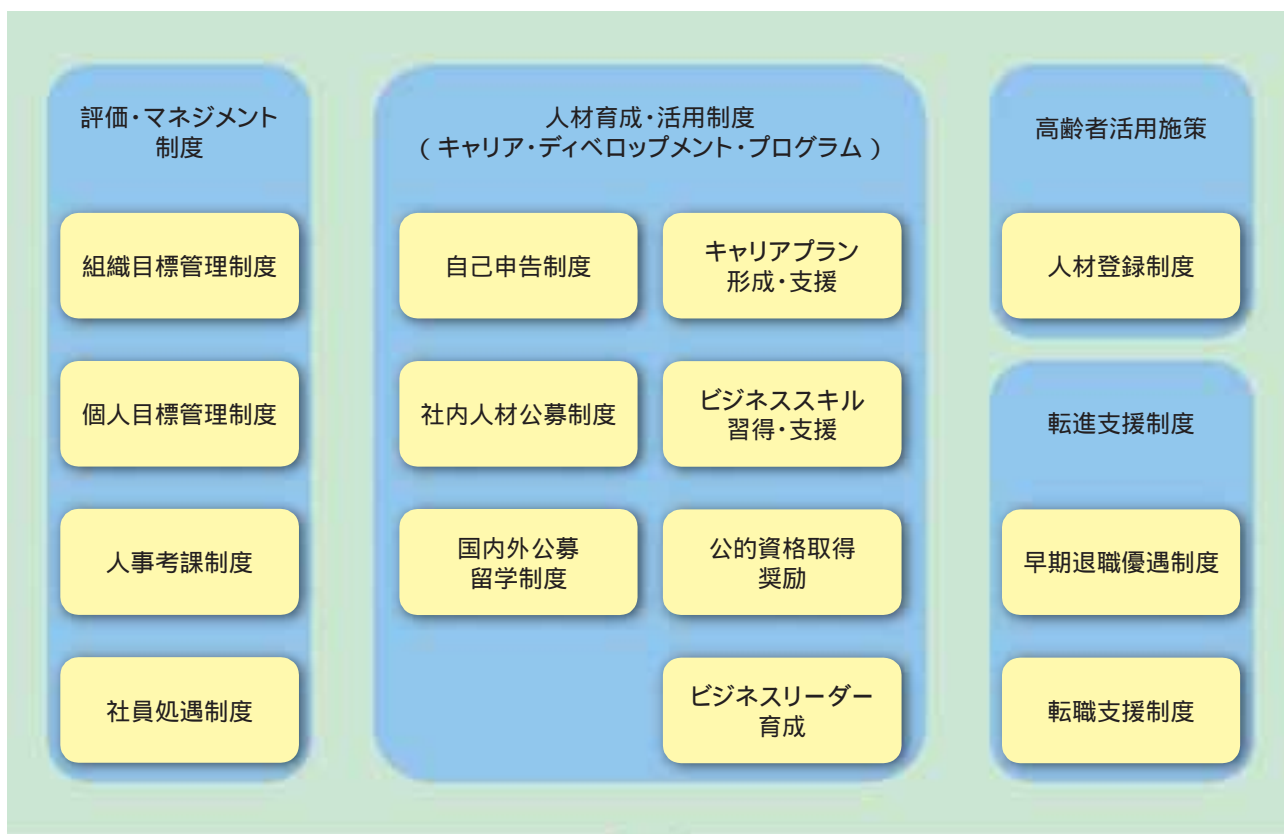 評価・マネジメント
制度
組織目標管理制度
個人目標管理制度
人事考課制度
社員処遇制度
人材育成・活用制度
(キャリア・ディベロップメント・プログラム)
自己申告制度
キャリアプラン
形成・支援
社内人材公募制度
ビジネススキル
習得・支援
国内外公募
留学制度
公的資格取得
奨励
ビジネスリーダー
育成
高齢者活用施策
人材登録制度
転進支援制度
早期退職優遇制度
転職支援制度